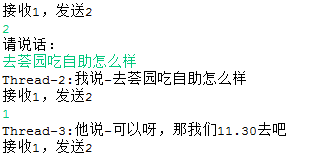 接收1，发送2
2
请说话：
去荟园吃自助怎么样
Thread-2:我说-去荟园吃自助怎么样
接收1，发送2
1
Thread-3:他说-可以呀，那我们11.30去吧
接收1，发送2